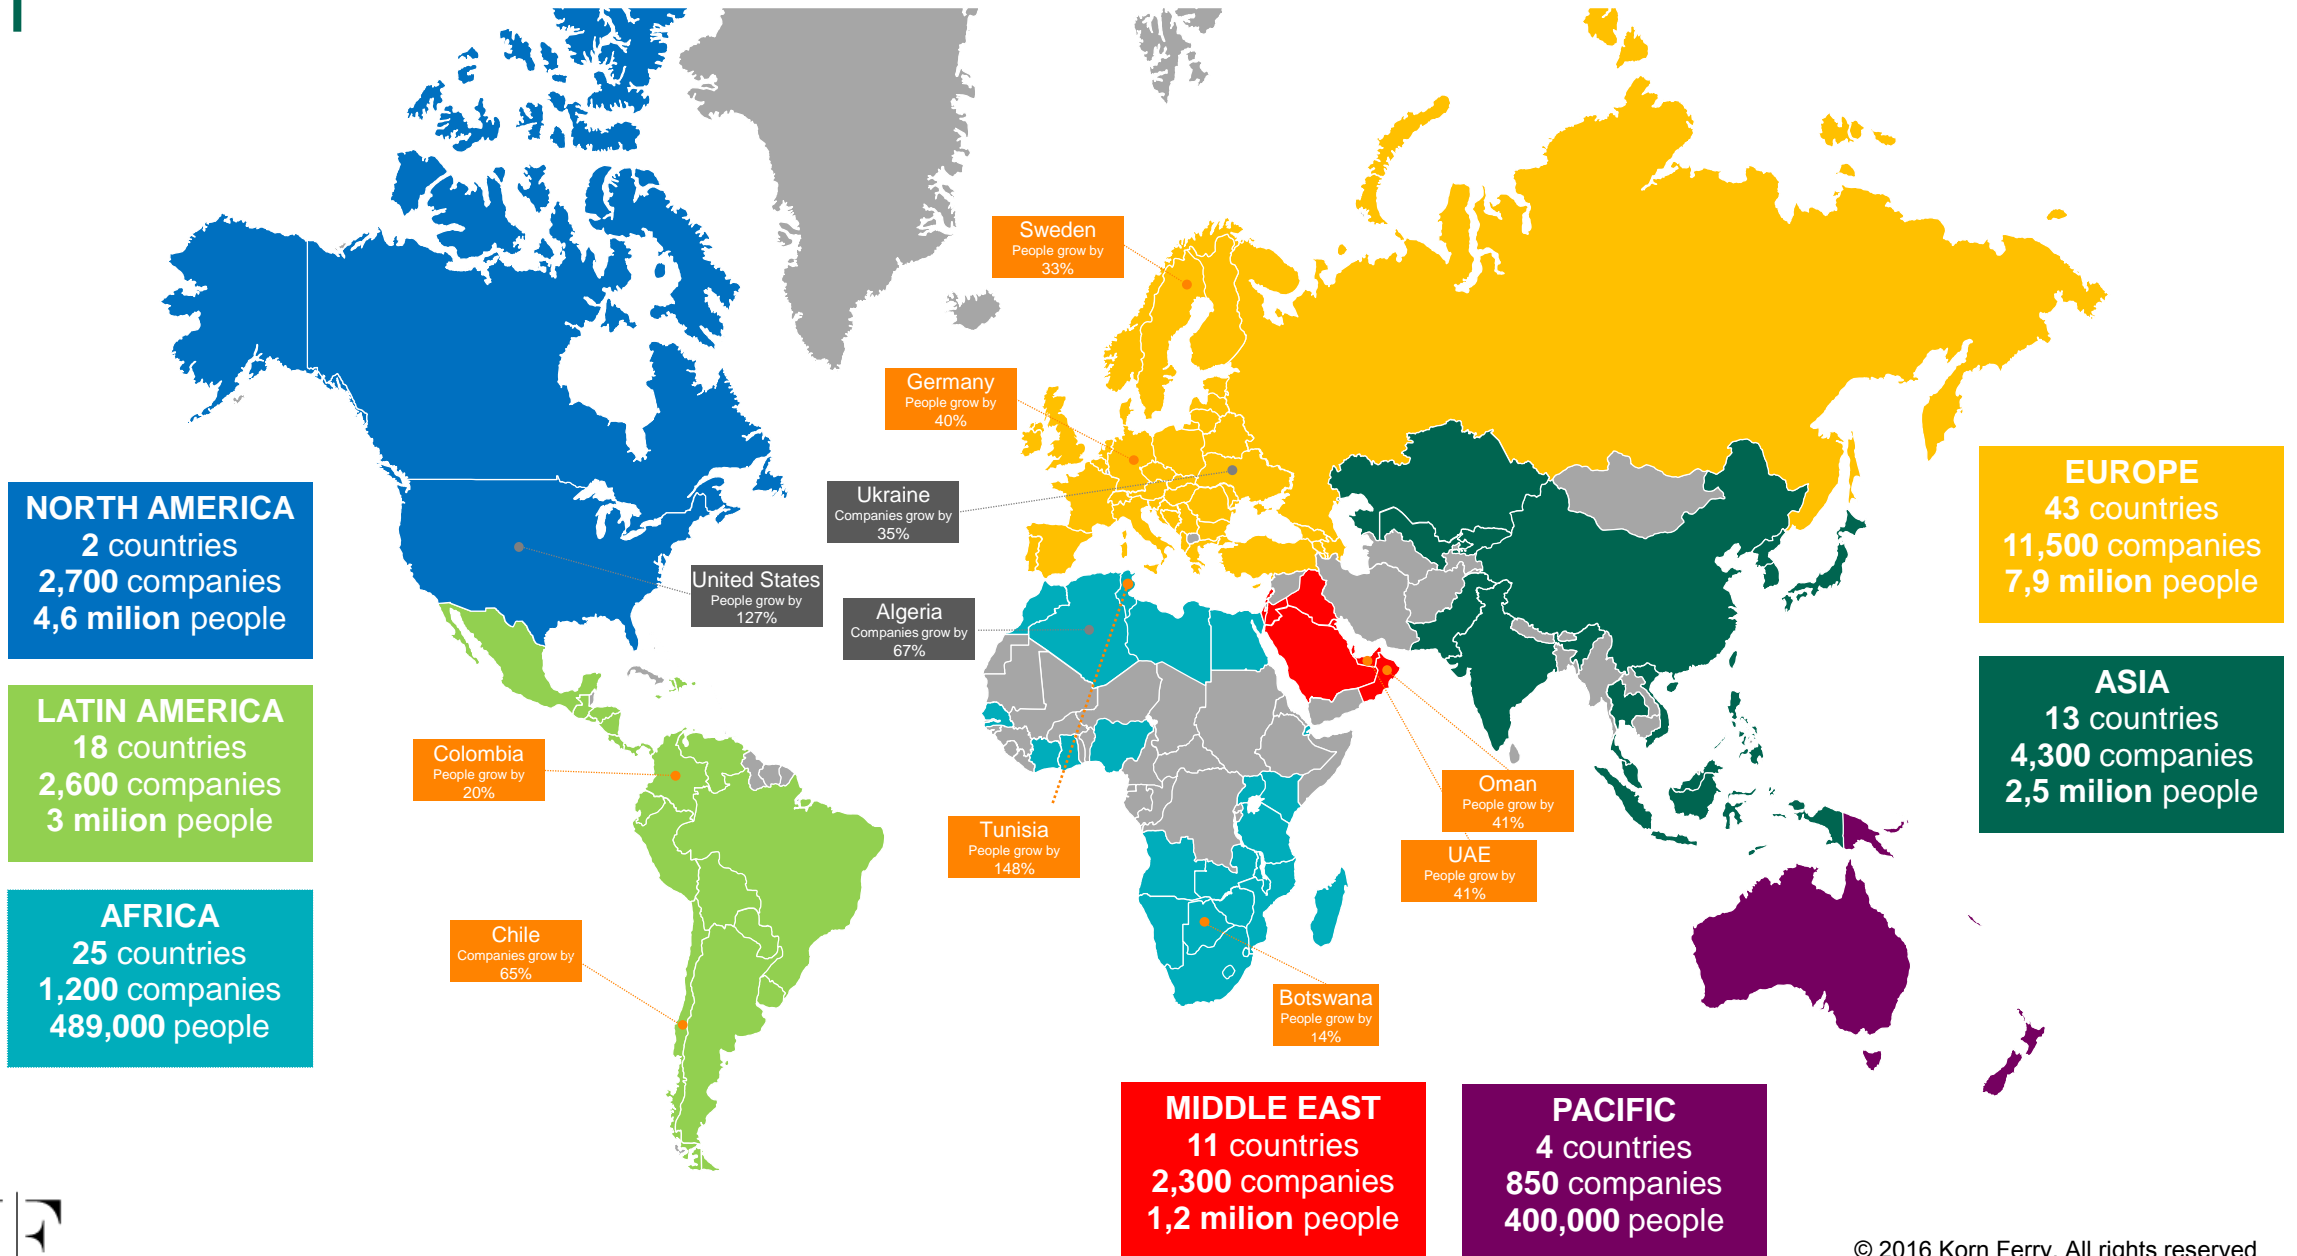 Sweden
People grow by
33%
Germany
People grow by
40%
Ukraine
Companies grow by
35%
United States
People grow by
127%
Algeria
Companies grow by
67%
NORTH AMERICA
2 countries
2,700 companies
4,6 milion people
EUROPE
43 countries
11,500 companies
7,9 milion people
LATIN AMERICA
18 countries
2,600 companies
3 milion people
ASIA
13 countries
4,300 companies
2,5 milion people
Colombia
People grow by
20%
Oman
People grow by
41%
Tunisia
People grow by
148%
UAE
People grow by
41%
AFRICA
25 countries
1,200 companies
489,000 people
Chile
Companies grow by
65%
Botswana
People grow by
14%
MIDDLE EAST
11 countries
2,300 companies
1,2 milion people
PACIFIC
4 countries
850 companies
400,000 people
F
© 2016 Korn Ferry. All rights reserved